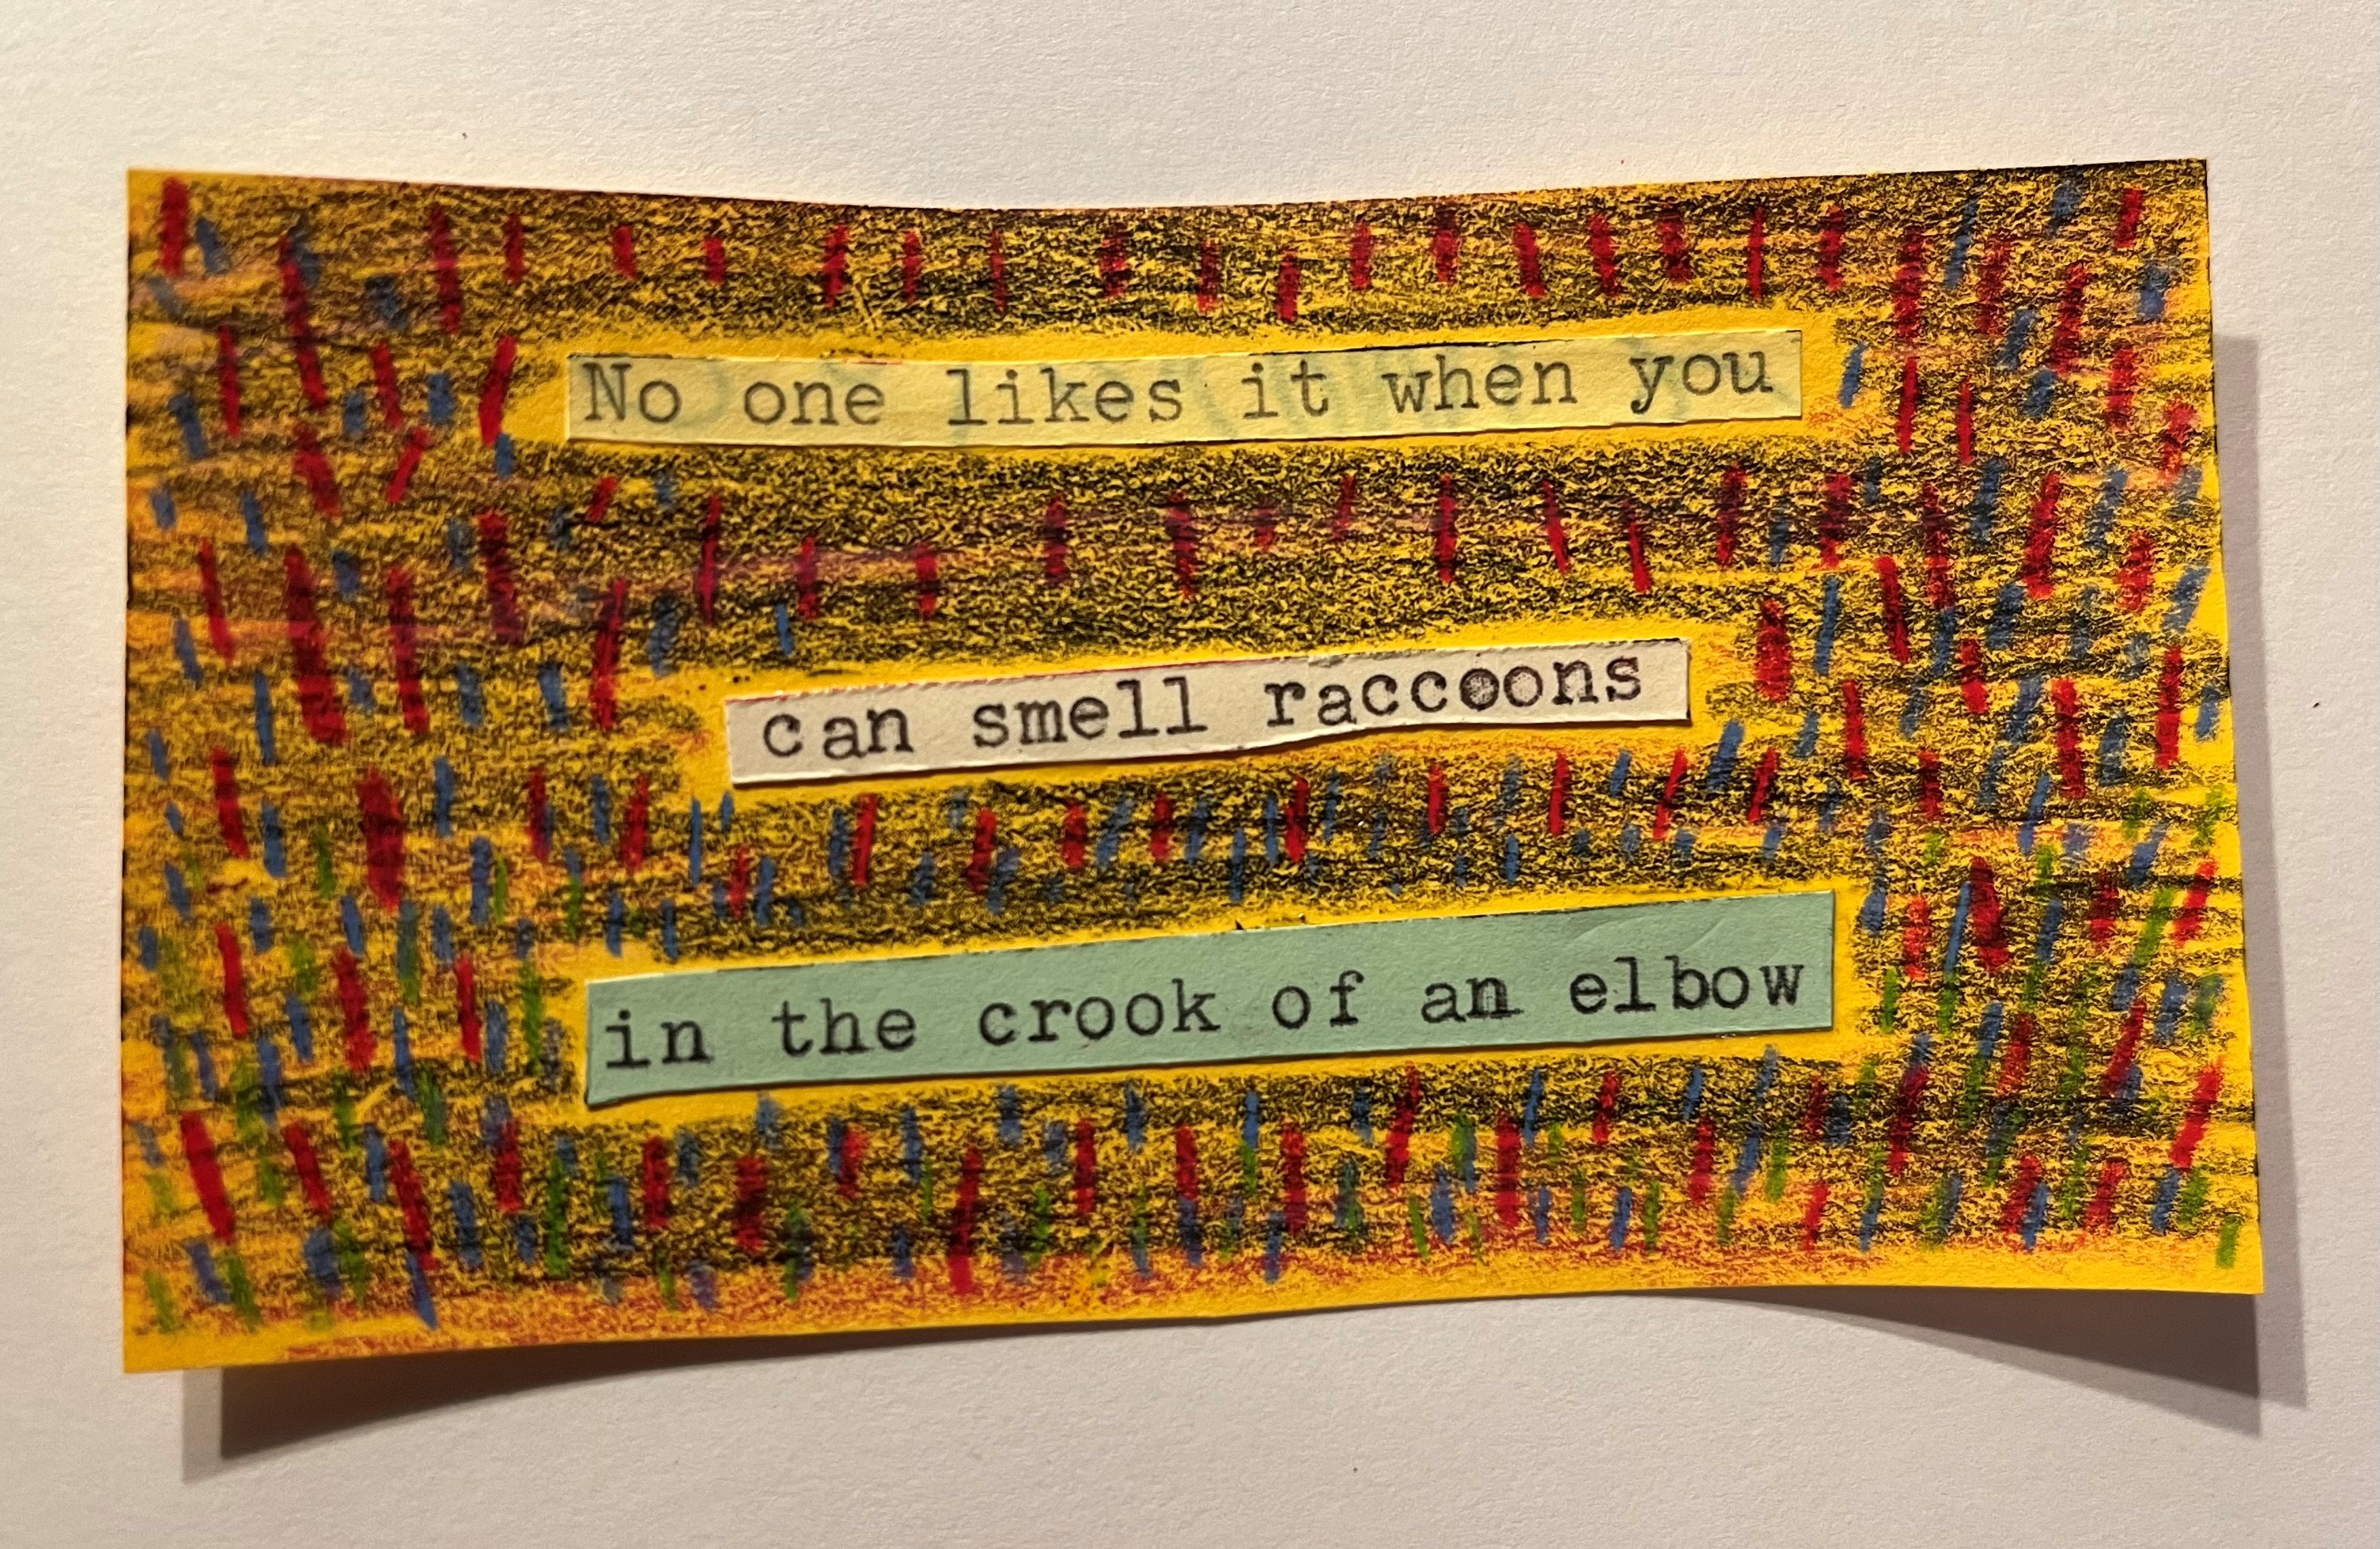 No one likes it when you
can smell raccoons
in the crook of an elbow